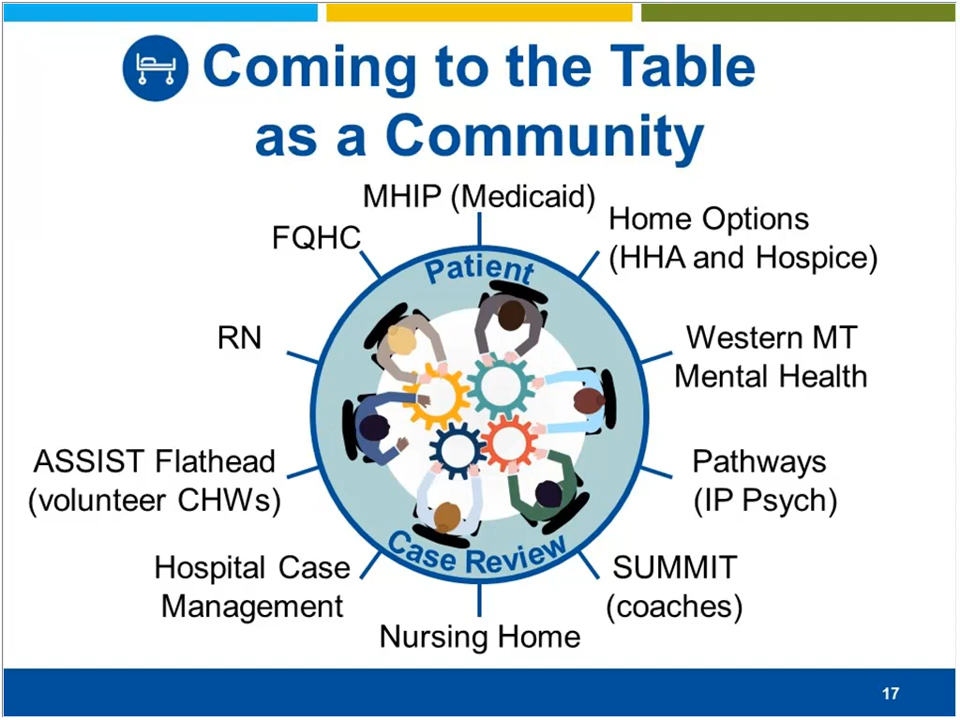 Coming to the Table
as a Community
MHIP (Medicaid)
Home Options
(HHA and Hospice)
Western MT
Mental Health
Pathways
(IP Psych)
SUMMIT
(coaches)
Nursing Home
Hospital Case
Management
ASSIST Flathead
(volunteer CHWs)
RN
FQHC
Patient
Case Review
17